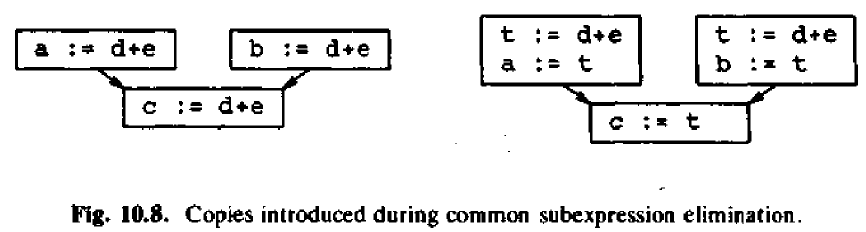 a := d+e
b := d+e
c := d+e
t := d+e
a := t
t := d+e
b := t
c := t
Fig. 10.8. Copies introduced during common subexpression elimination.